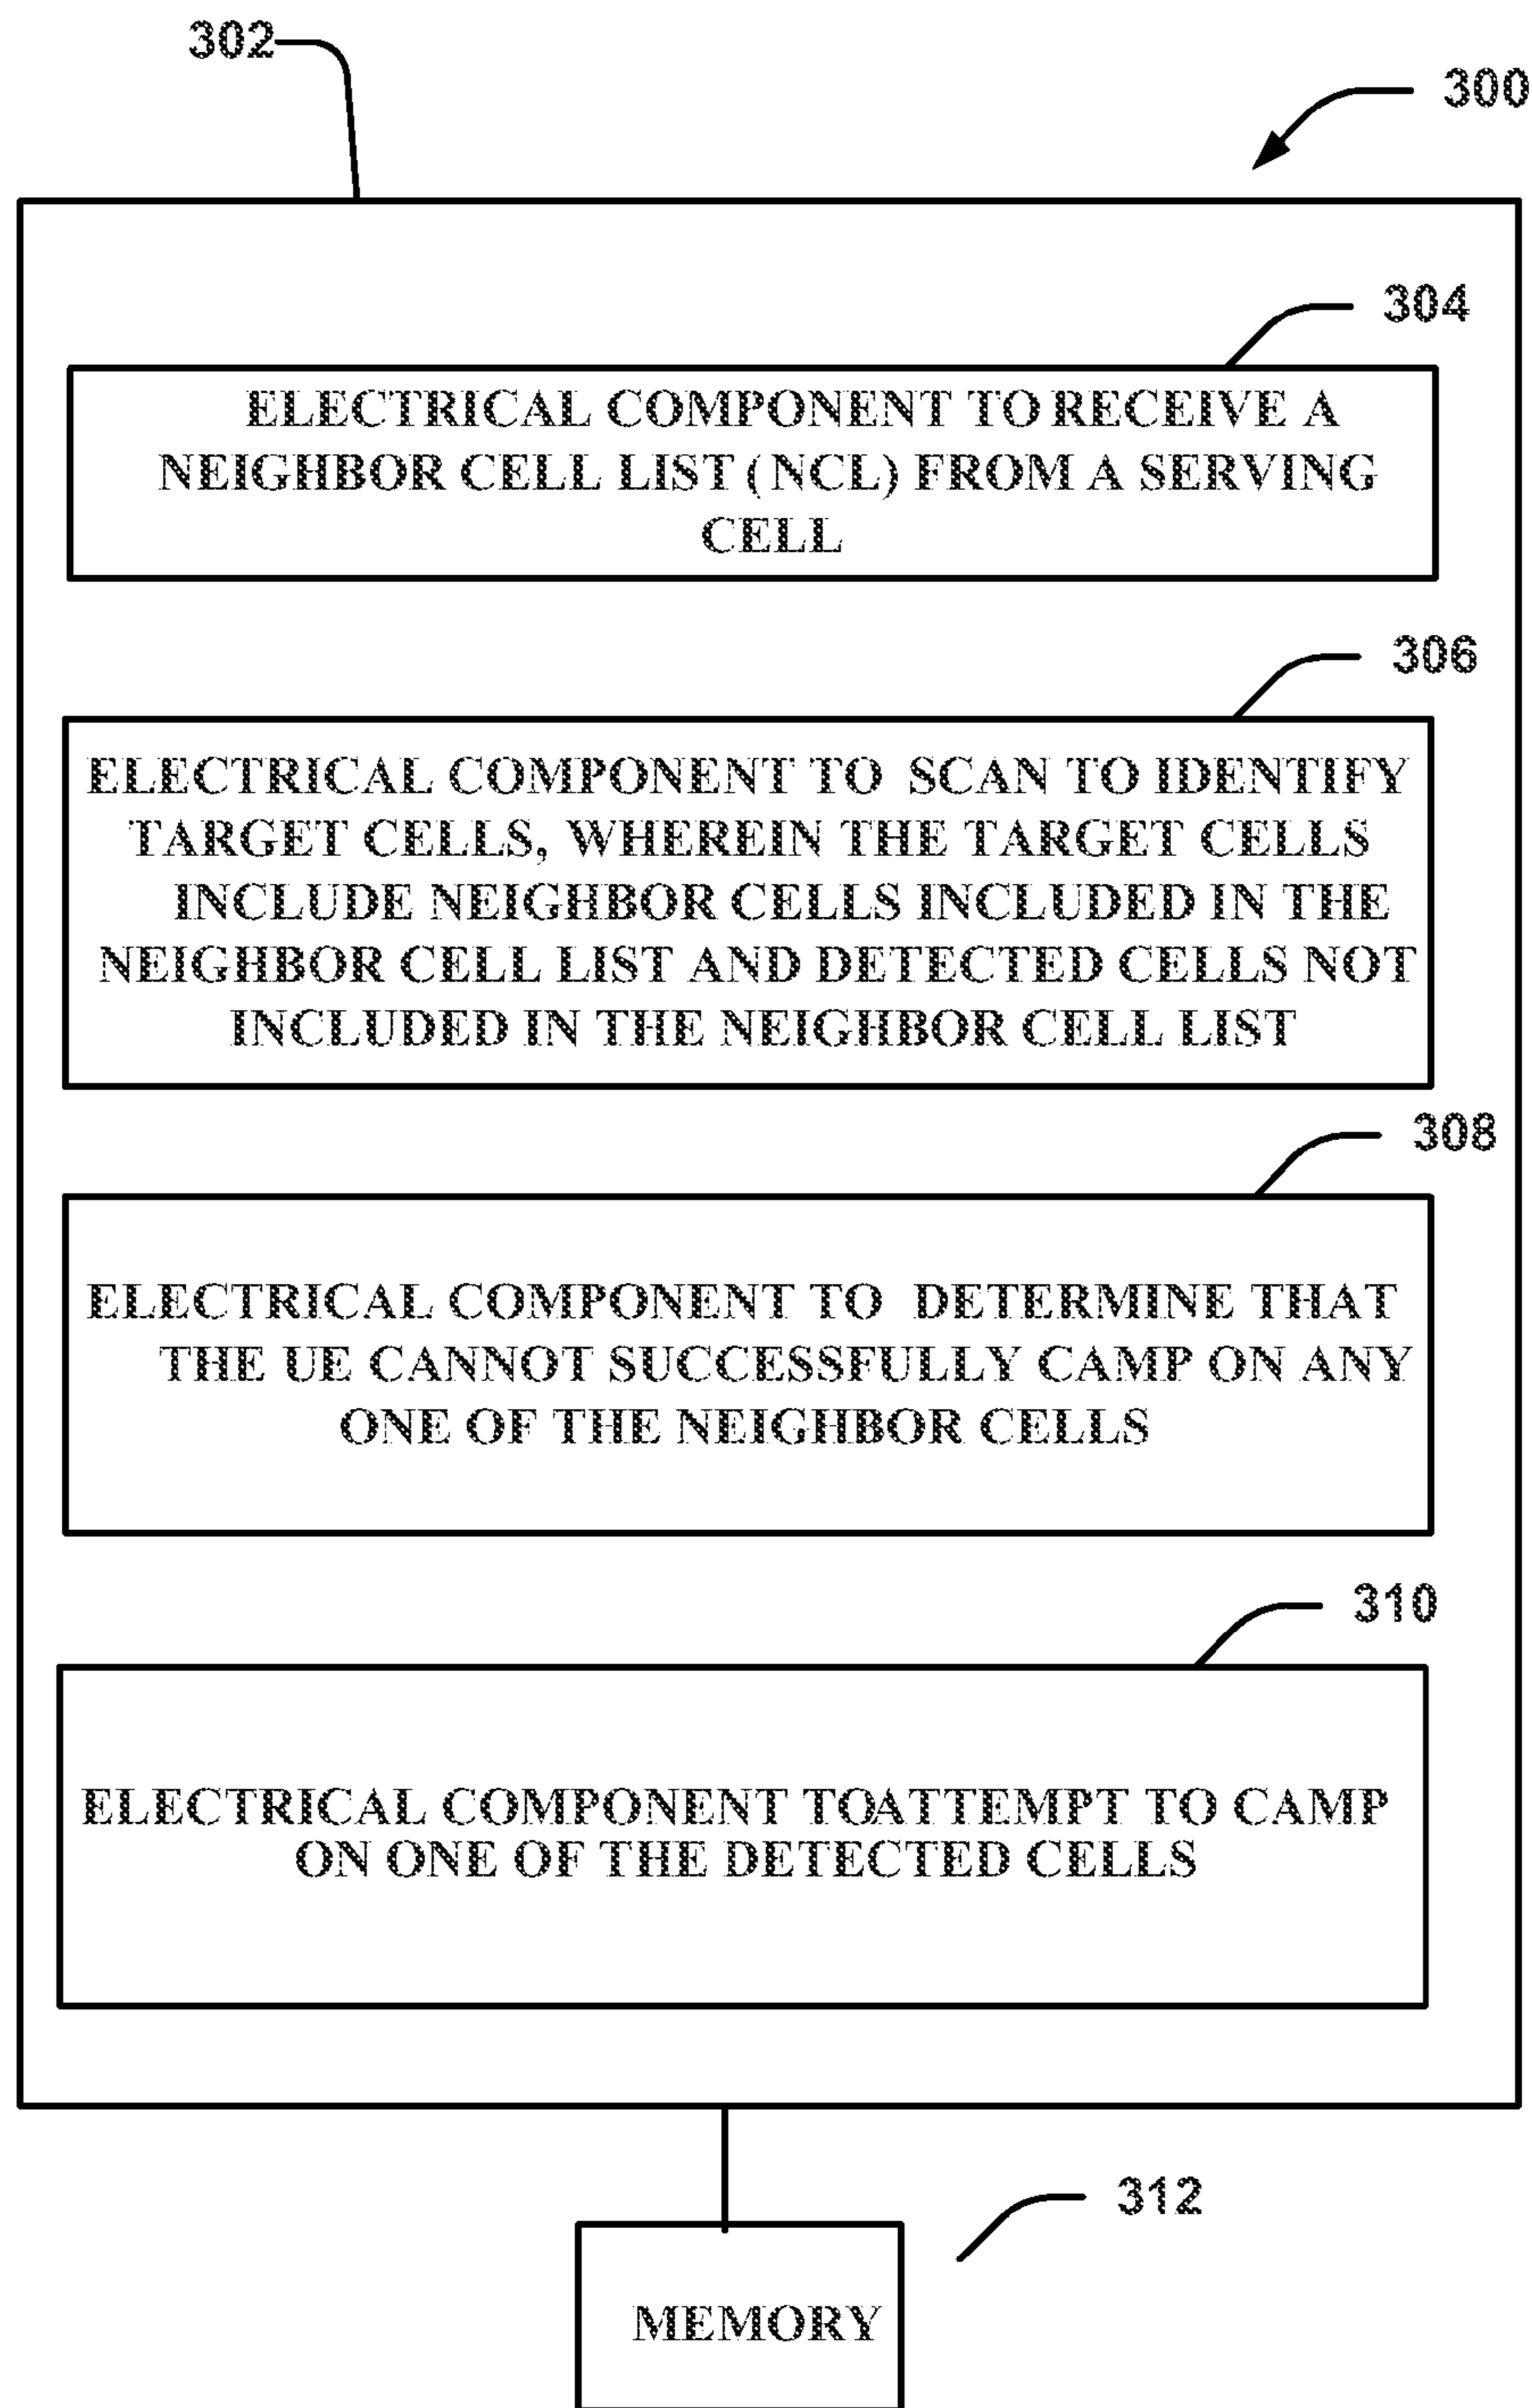 302
300
304
ELECTRICAL COMPONENT TO RECEIVE A
NEIGHBOR CELL LIST (NCL) FROM A SERVING
CELL
306
ELECTRICAL COMPONENT TO SCAN TO IDENTIFY
TARGET CELLS, WHEREIN THE TARGET CELLS
INCLUDE NEIGHBOR CELLS INCLUDED IN THE
NEIGHBOR CELL LIST AND DETECTED CELLS NOT
INCLUDED IN THE NEIGHBOR CELL LIST
308
ELECTRICAL COMPONENT TO DETERMINE THAT
THE UE CANNOT SUCCESSFULLY CAMP ON ANY
ONE OF THE NEIGHBOR CELLS
310
ELECTRICAL COMPONENT TO ATTEMPT TO CAMP
ON ONE OF THE DETECTED CELLS
312
MEMORY